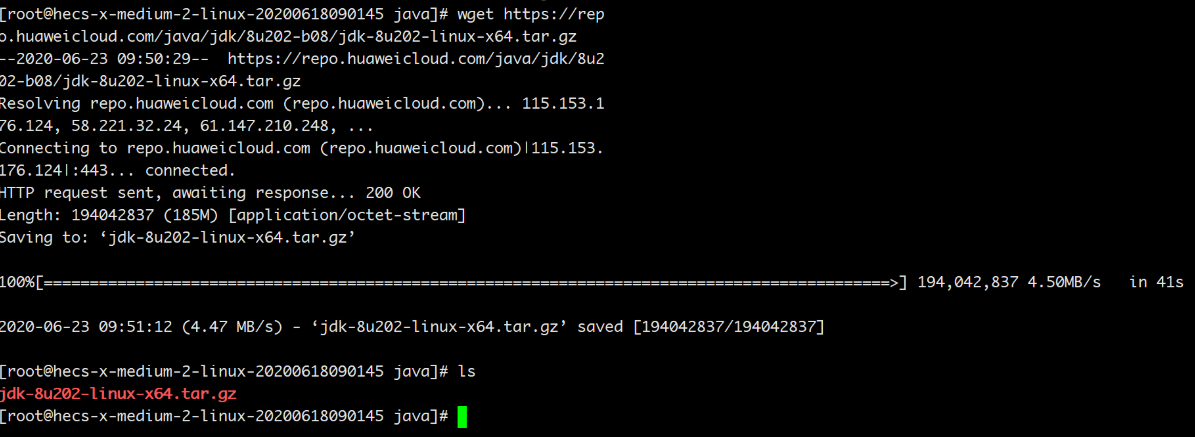 [root@hecs-x-medium-2-linux-20200618090145 java]# wget https://rep
o.huaweicloud.com/java/jdk/8u202-b08/jdk-8u202-linux-x64.tar.gz
--2020-06-23 09:50:29--  https://repo.huaweicloud.com/java/jdk/8u2
02-b08/jdk-8u202-linux-x64.tar.gz
Resolving repo.huaweicloud.com (repo.huaweicloud.com)... 115.153.1
76.124, 58.221.32.24, 61.147.210.248, ...
Connecting to repo.huaweicloud.com (repo.huaweicloud.com)|115.153.
176.124|:443... connected.
HTTP request sent, awaiting response... 200 OK
Length: 194042837 (185M) [application/octet-stream]
Saving to: ‘jdk-8u202-linux-x64.tar.gz’
100%[============================================================================================>] 194,042,837 4.50MB/s   in 41s
2020-06-23 09:51:12 (4.47 MB/s) - ‘jdk-8u202-linux-x64.tar.gz’ saved [194042837/194042837]
[root@hecs-x-medium-2-linux-20200618090145 java]# ls
jdk-8u202-linux-x64.tar.gz
[root@hecs-x-medium-2-linux-20200618090145 java]#